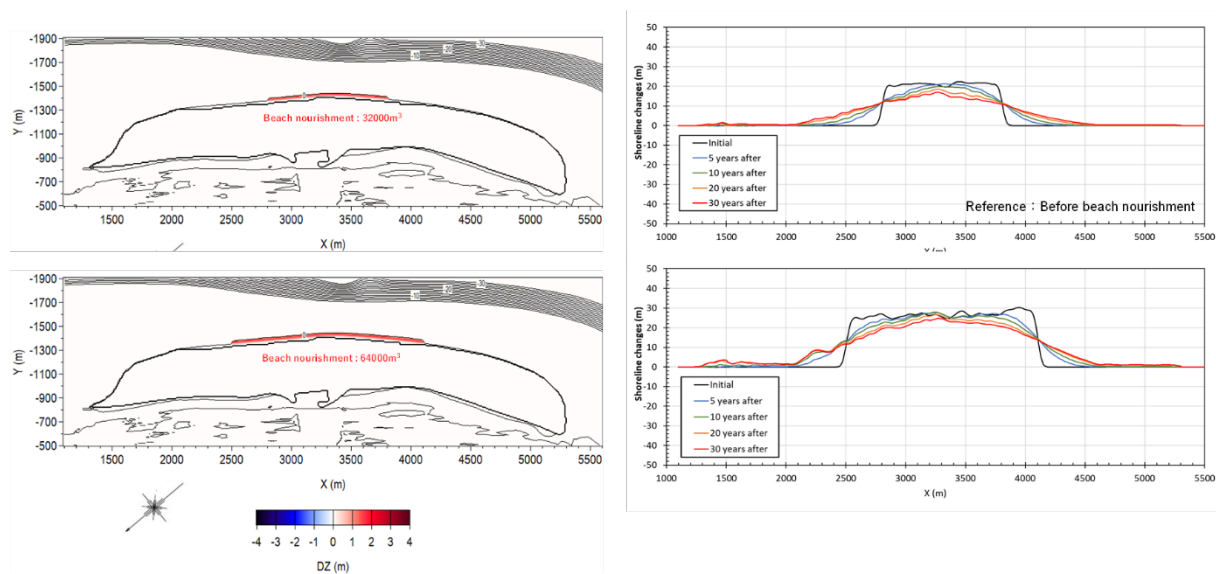 -1900
-1700
-1500
-1300
-1100
-900
-700
-500
Y (m)
-30
-20
-10
0
Beach nourishment : 32000m³
1500 2000 2500 3000 3500 4000 4500 5000 5500
X (m)
50
40
30
20
10
0
-10
-20
-30
-40
-50
Shoreline changes (m)
Initial
5 years after
10 years after
20 years after
30 years after
Reference : Before beach nourishment
1000 1500 2000 2500 3000 3500 4000 4500 5000 5500
X (m)
-1900
-1700
-1500
-1300
-1100
-900
-700
-500
Y (m)
-30
-20
-10
0
Beach nourishment : 64000m³
1500 2000 2500 3000 3500 4000 4500 5000 5500
X (m)
-4 -3 -2 -1 0 1 2 3 4
DZ (m)
50
40
30
20
10
0
-10
-20
-30
-40
-50
Shoreline changes (m)
Initial
5 years after
10 years after
20 years after
30 years after
1000 1500 2000 2500 3000 3500 4000 4500 5000 5500
X (m)